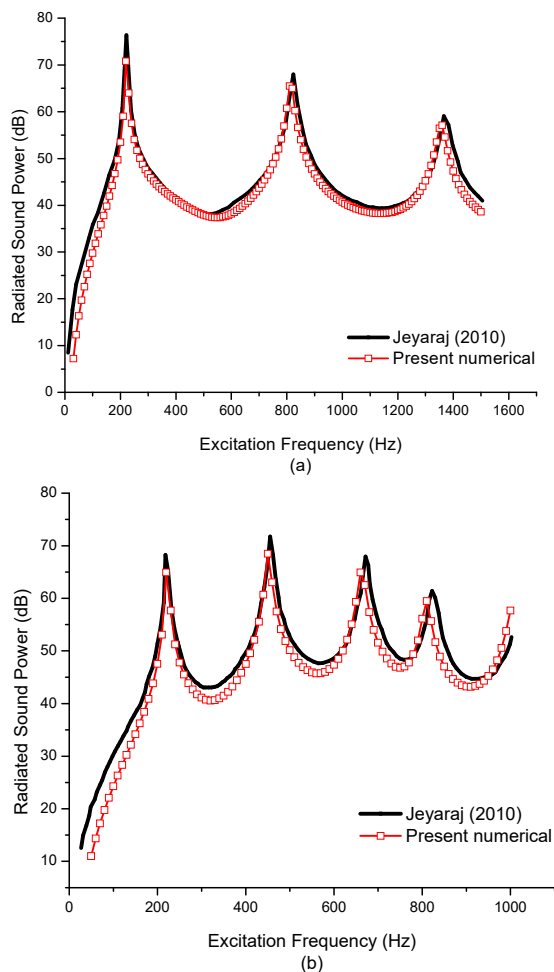 80
70
60
50
40
30
20
10
0
Radiated Sound Power (dB)
Jeyaraj (2010)
Present numerical
0 200 400 600 800 1000 1200 1400 1600
Excitation Frequency (Hz)
(a)
80
70
60
50
40
30
20
10
Radiated Sound Power (dB)
Jeyaraj (2010)
Present numerical
0 200 400 600 800 1000
Excitation Frequency (Hz)
(b)